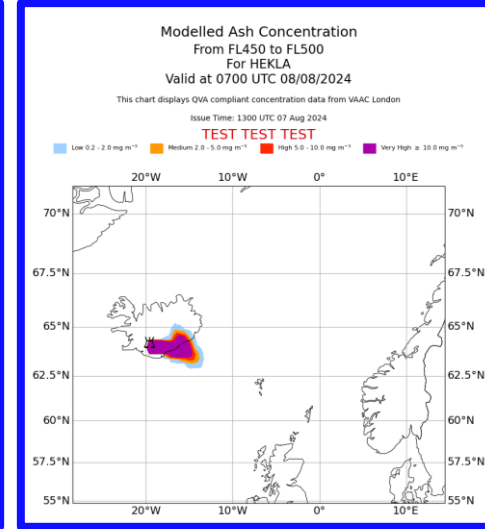 Modelled Ash Concentration
From FL450 to FL500
For HEKLA
Valid at 0700 UTC 08/08/2024
This chart displays QVA compliant concentration data from VAAC London
Issue Time: 1300 UTC 07 Aug 2024
TEST TEST TEST
Low 0.2 - 2.0 mg m⁻³ Medium 2.0 - 5.0 mg m⁻³ High 5.0 - 10.0 mg m⁻³ Very High ≥ 10.0 mg m⁻³
20°W 10°W 0° 10°E
70°N 70°N
67.5°N 67.5°N
65°N 65°N
62.5°N 62.5°N
60°N 60°N
57.5°N 57.5°N
55°N 55°N
20°W 10°W 0° 10°E